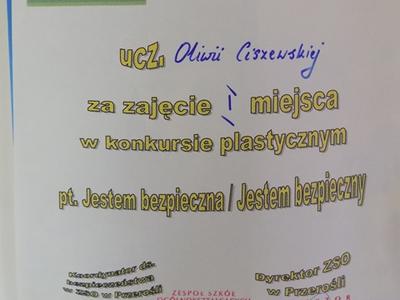 ucz. Oliwii Ciszewskiej
za zajęcie I miejsca
w konkursie plastycznym
pt. Jestem bezpieczna / Jestem bezpieczny
Koordynator ds.
bezpieczeństwa
w ZSO w Przerośli
Dyrektor ZSO
w Przerośli
ZESPÓŁ SZKÓŁ
OGÓLNOKSZTAŁCĄCYCH